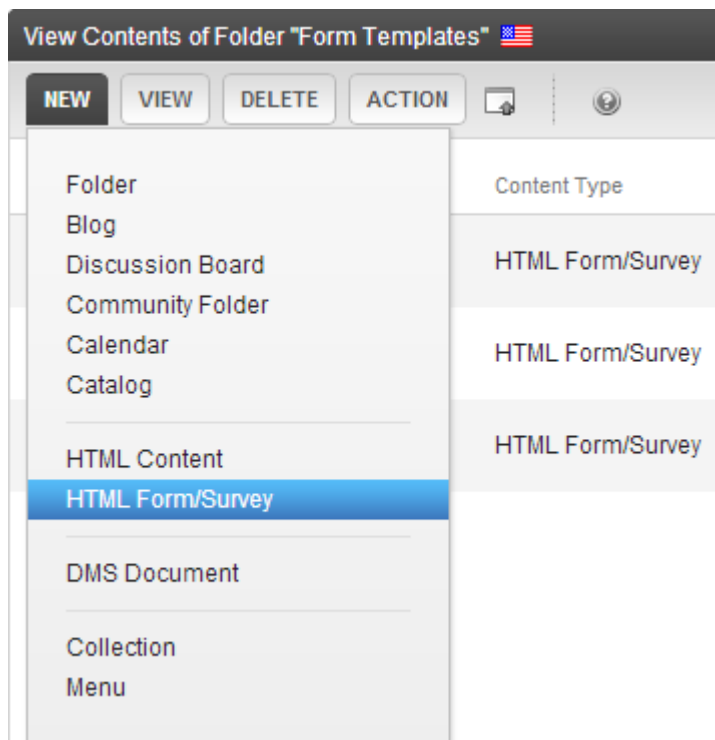 View Contents of Folder "Form Templates"
NEW VIEW DELETE ACTION
Folder
Blog
Discussion Board
Community Folder
Calendar
Catalog
HTML Content
HTML Form/Survey
DMS Document
Collection
Menu
Content Type
HTML Form/Survey
HTML Form/Survey
HTML Form/Survey